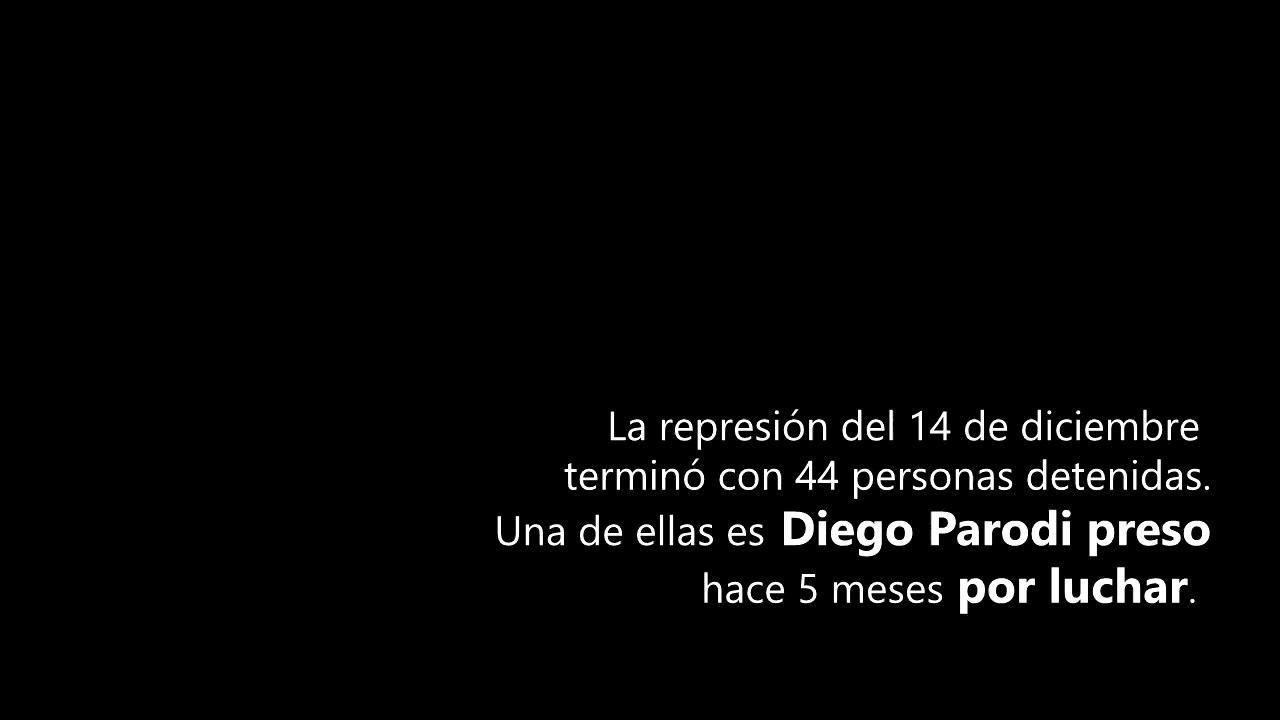 La represión del 14 de diciembre
terminó con 44 personas detenidas.
Una de ellas es Diego Parodi preso
hace 5 meses por luchar.